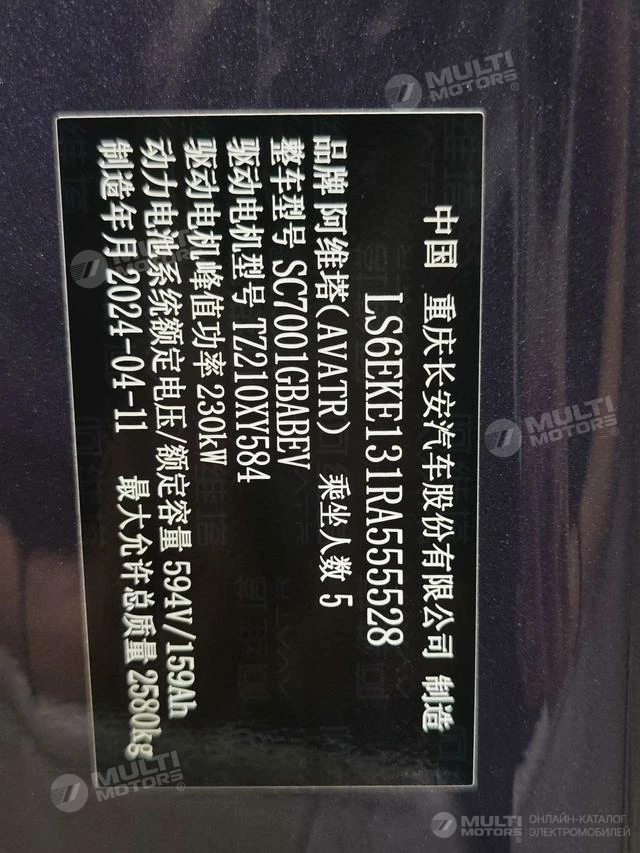 中国 重庆长安汽车股份有限公司 制造
LS6EKE131RA555528
品牌 阿维塔(AVATR) 乘坐人数 5
整车型号 SC7001GBABEV
驱动电机型号 TZ210XY584
驱动电机峰值功率 230kW
动力电池系统额定电压/额定容量 594V/159Ah
制造年月 2024-04-11 最大允许总质量 2580kg
MULTI MOTORS®
MULTI MOTORS®
MULTI MOTORS®
MULTI MOTORS®
MULTI MOTORS® ОНЛАЙН-КАТАЛОГ ЭЛЕКТРОМОБИЛЕЙ